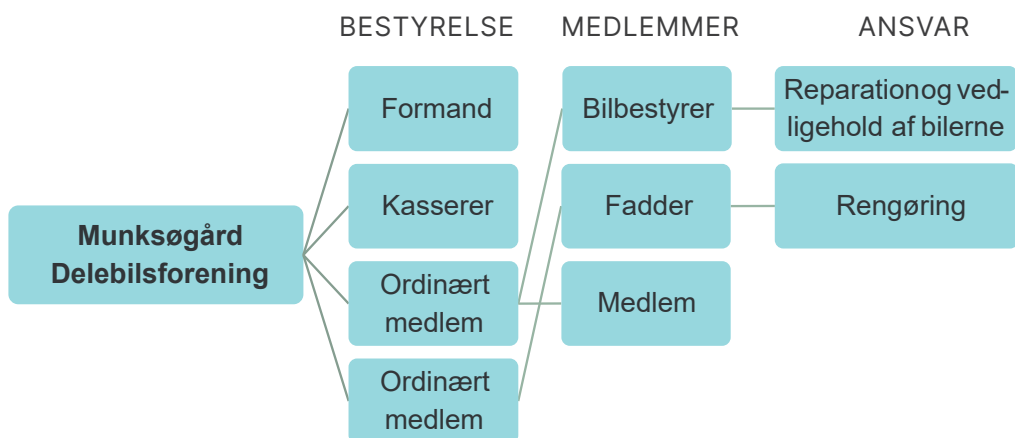 BESTYRELSE
MEDLEMMER
ANSVAR
Munksøgård
Delebilsforening
Formand
Kasserer
Ordinært
medlem
Ordinært
medlem
Bilbestyrer
Fadder
Medlem
Reparationog ved-
ligehold af bilerne
Rengøring